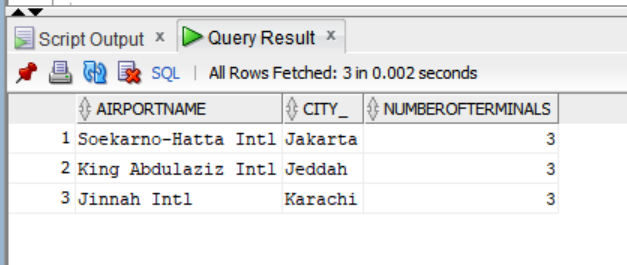 Script Output x Query Result x
SQL | All Rows Fetched: 3 in 0.002 seconds
AIRPORTNAME CITY_ NUMBEROFTERMINALS
1 Soekarno-Hatta Intl Jakarta 3
2 King Abdulaziz Intl Jeddah 3
3 Jinnah Intl Karachi 3